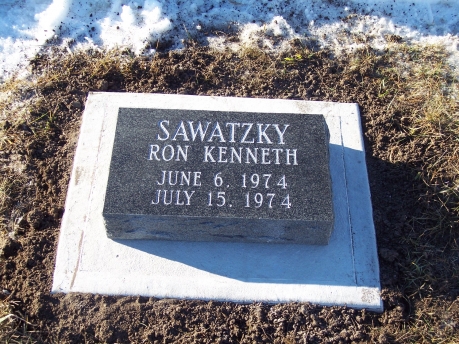 SAWATZKY
RON KENNETH
JUNE 6, 1974
JULY 15, 1974